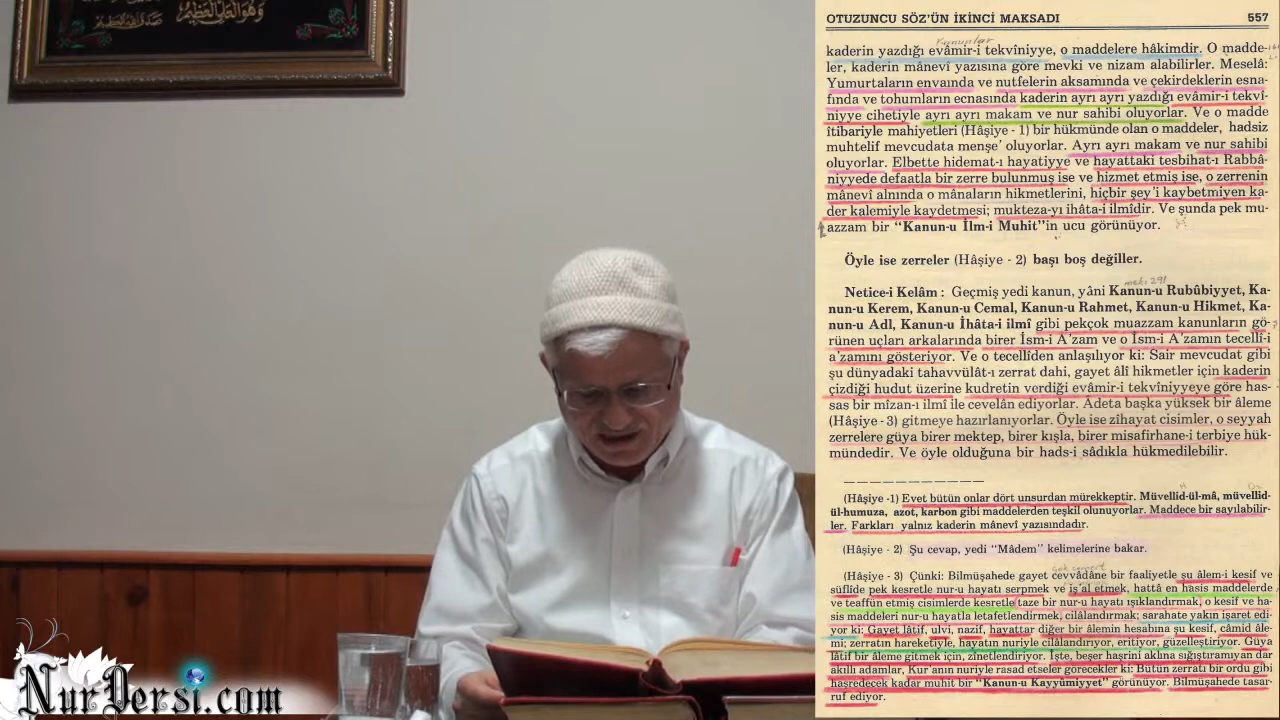 وَهُوَ الْعَلِيُّ الْعَظِيمُ
NurDersi.com
OTUZUNCU SÖZ'ÜN İKİNCİ MAKSADI 557
kanunlar
kaderin yazdığı evâmir-i tekvîniyye, o maddelere hâkimdir. O madde-
ler, kaderin mânevî yazısına göre mevki ve nizam alabilirler. Meselâ:
Yumurtaların envaında ve nutfelerin aksamında ve çekirdeklerin esna-
fında ve tohumların ecnasında kaderin ayrı ayrı yazdığı evâmir-i tekvî-
niyye cihetiyle ayrı ayrı makam ve nur sahibi oluyorlar. Ve o madde
îtibariyle mahiyetleri (Hâşiye - 1) bir hükmünde olan o maddeler, hadsiz
muhtelif mevcudata menşe' oluyorlar. Ayrı ayrı makam ve nur sahibi
oluyorlar. Elbette hidemat-ı hayatiyye ve hayattaki tesbihat-ı Rabbâ-
niyyede defaatla bir zerre bulunmuş ise ve hizmet etmiş ise, o zerrenin
mânevî alnında o mânaların hikmetlerini, hiçbir şey'i kaybetmiyen ka-
der kalemiyle kaydetmesi; mukteza-yı ihâta-i ilmîdir. Ve şunda pek mu-
azzam bir "Kanun-u İlm-i Muhit"in ucu görünüyor.
Öyle ise zerreler (Hâşiye - 2) başı boş değiller.
Netice-i Kelâm : Geçmiş yedi kanun, yâni Kanun-u Rubûbiyyet, Ka-
nun-u Kerem, Kanun-u Cemal, Kanun-u Rahmet, Kanun-u Hikmet, Ka-
nun-u Adl, Kanun-u İhâta-i ilmî gibi pekçok muazzam kanunların gö-
rünen uçları arkalarında birer İsm-i A'zam ve o İsm-i A'zamın tecellî-i
a'zamını gösteriyor. Ve o tecellîden anlaşılıyor ki: Sair mevcudat gibi
şu dünyadaki tahavvülât-ı zerrat dahi, gayet âlî hikmetler için kaderin
çizdiği hudut üzerine kudretin verdiği evâmir-i tekvîniyyeye göre has-
sas bir mîzan-ı ilmî ile cevelân ediyorlar. Âdeta başka yüksek bir âleme
(Hâşiye - 3) gitmeye hazırlanıyorlar. Öyle ise zîhayat cisimler, o seyyah
zerrelere güya birer mektep, birer kışla, birer misafirhane-i terbiye hük-
mündedir. Ve öyle olduğuna bir hads-i sâdıkla hükmedilebilir.
(Hâşiye -1) Evet bütün onlar dört unsurdan mürekkeptir. Müvellid-ül-mâ, müvellid-
ül-humuza, azot, karbon gibi maddelerden teşkil olunuyorlar. Maddece bir sayılabilir-
ler. Farkları yalnız kaderin mânevî yazısındadır.
(Hâşiye - 2) Şu cevap, yedi "Mâdem" kelimelerine bakar.
(Hâşiye - 3) Çünki: Bilmüşahede gayet cevvâdâne bir faaliyetle şu âlem-i kesif ve
süflîde pek kesretle nur-u hayatı serpmek ve iş'al etmek, hattâ en hasis maddelerde
ve teaffün etmiş cisimlerde kesretle taze bir nur-u hayatı ışıklandırmak, o kesif ve ha-
sis maddeleri nur-u hayatla letafetlendirmek, cilâlandırmak; sarahate yakın işaret edi-
yor ki: Gayet lâtif, ulvî, nazif, hayattar diğer bir âlemin hesabına şu kesif, câmid âle-
mi; zerratın hareketiyle, hayatın nuriyle cilâlandırıyor, eritiyor, güzelleştiriyor. Güya
lâtif bir âleme gitmek için, zînetlendiriyor. İşte, beşer haşrini aklına sığıştıramıyan dar
akıllı adamlar, Kur'anın nuriyle rasad etseler görecekler ki: Bütün zerratı bir ordu gibi
haşredecek kadar muhit bir "Kanun-u Kayyûmiyyet" görünüyor. Bilmüşahede tasar-
ruf ediyor.